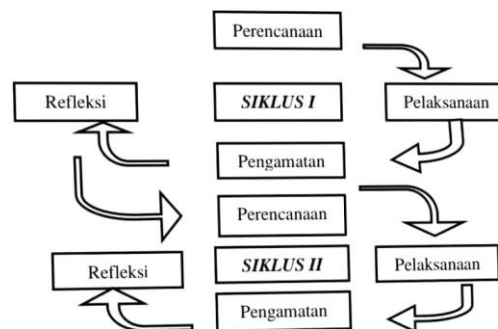 Perencanaan
Refleksi
SIKLUS I
Pelaksanaan
Pengamatan
Perencanaan
Refleksi
SIKLUS II
Pelaksanaan
Pengamatan